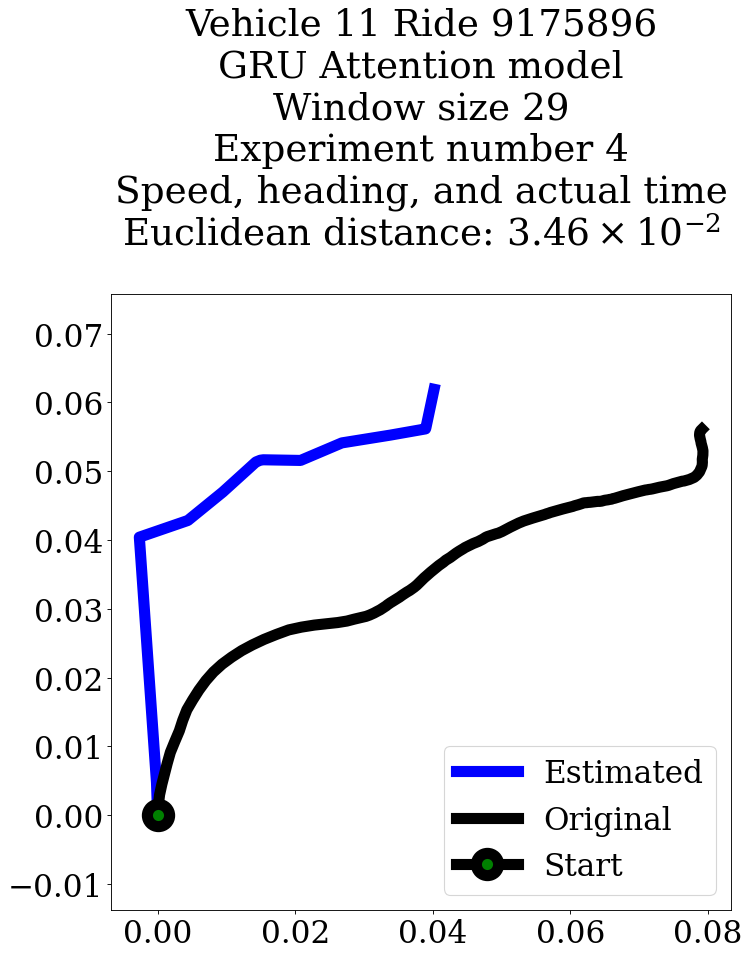 Vehicle 11 Ride 9175896
GRU Attention model
Window size 29
Experiment number 4
Speed, heading, and actual time
Euclidean distance: 3.46 × 10⁻²
0.07
0.06
0.05
0.04
0.03
0.02
0.01
0.00
−0.01
Estimated
Original
Start
0.00 0.02 0.04 0.06 0.08